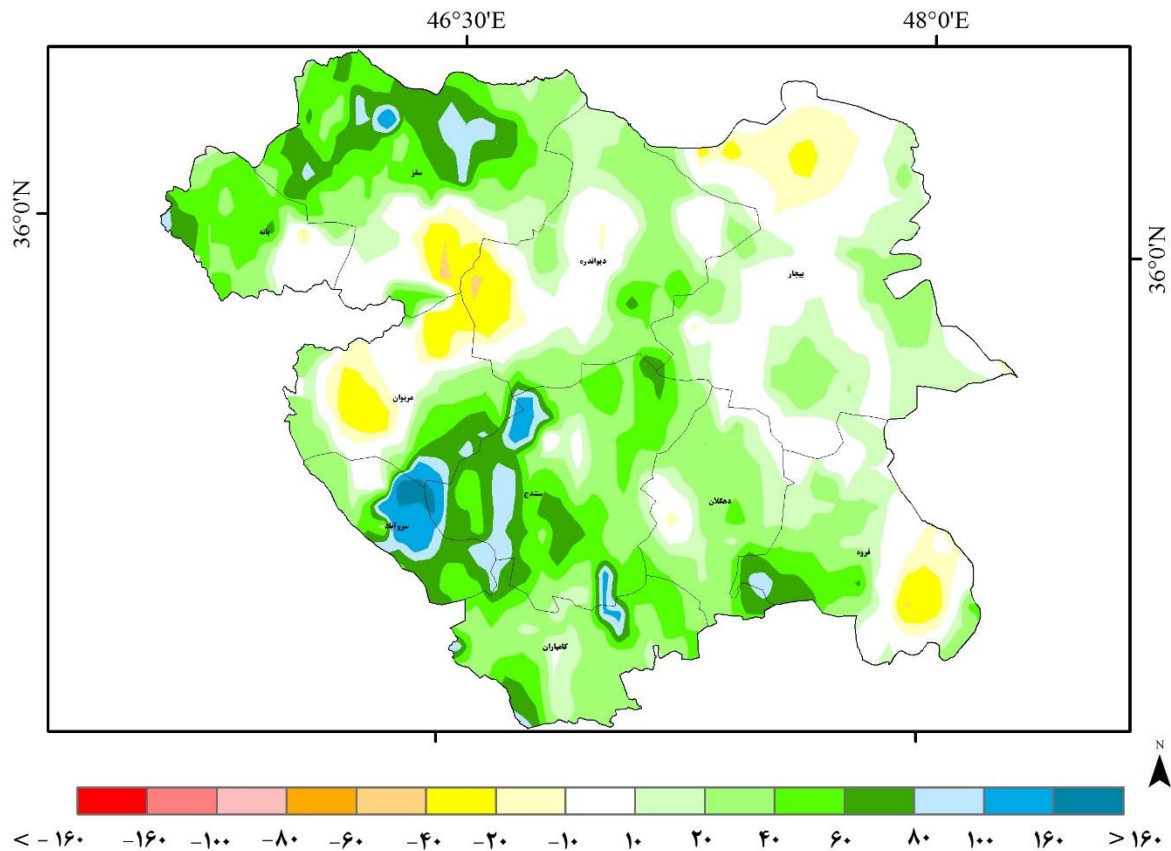 46°30'E 48°0'E
36°0'N 36°0'N
سقز
بانه
دیواندره
بیجار
مریوان
سنندج
دهگلان
سروآباد
قروه
کامیاران
N
< -۱۶۰ -۱۶۰ -۱۰۰ -۸۰ -۶۰ -۴۰ -۲۰ -۱۰ ۱۰ ۲۰ ۴۰ ۶۰ ۸۰ ۱۰۰ ۱۶۰ > ۱۶۰